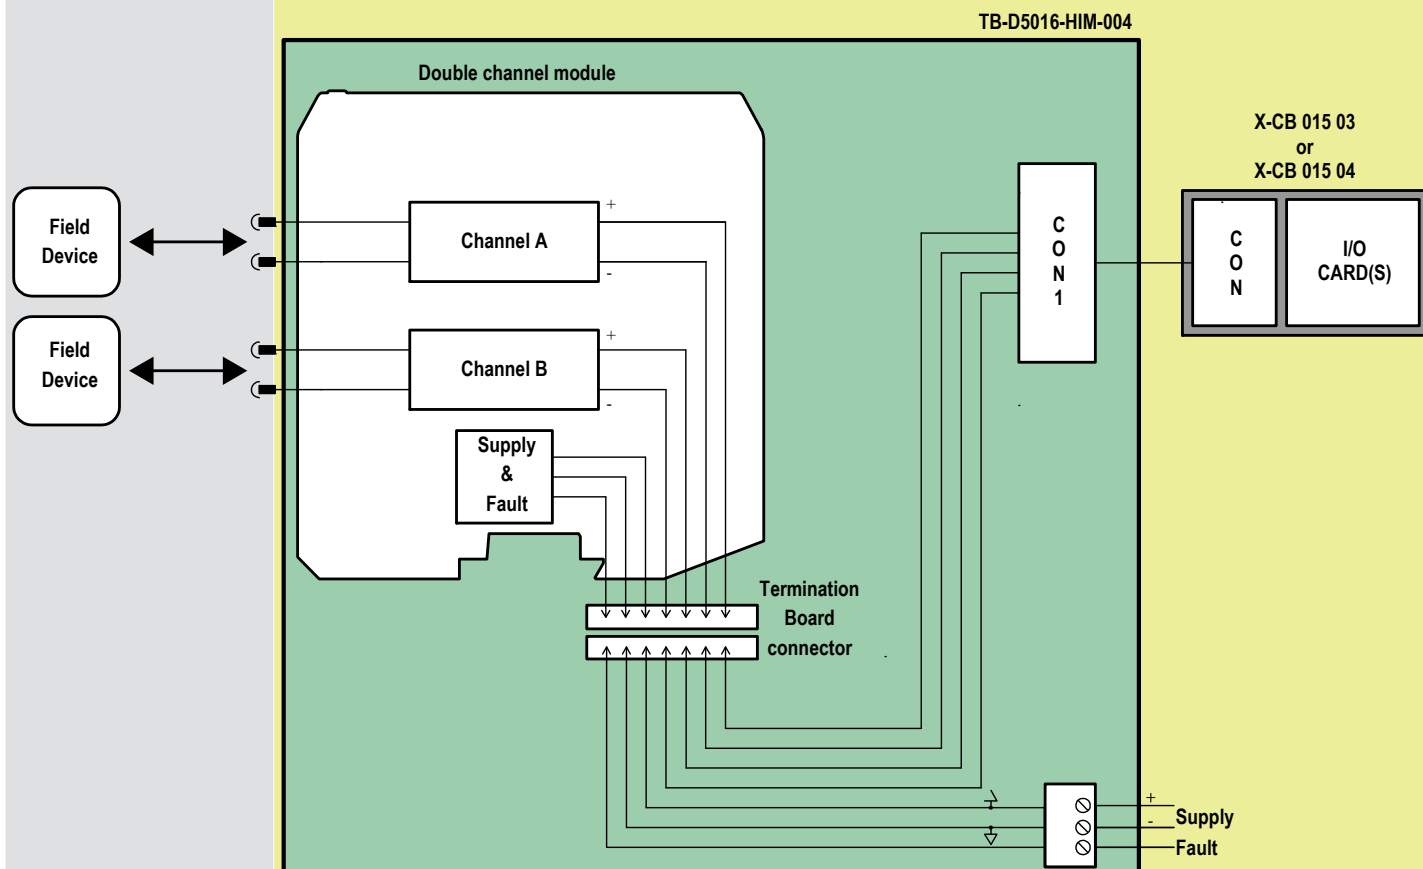 TB-D5016-HIM-004
Double channel module
X-CB 015 03
or
X-CB 015 04
Field
Device
+
Channel A
-
C
O
N
1
C
O
N
I/O
CARD(S)
Field
Device
+
Channel B
-
Supply
&
Fault
Termination
Board
connector
+
- Supply
Fault